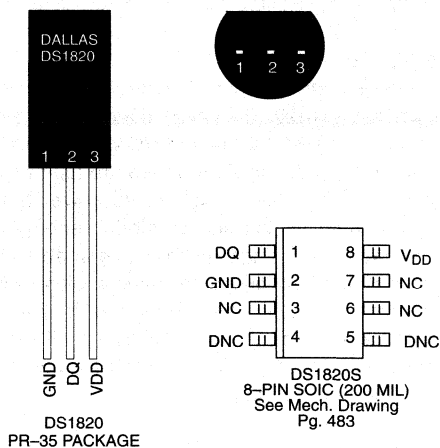 DALLAS
DS1820
1 2 3
GND DQ VDD
DS1820
PR–35 PACKAGE
1 2 3
DQ 1 8 VDD
GND 2 7 NC
NC 3 6 NC
DNC 4 5 DNC
DS1820S
8–PIN SOIC (200 MIL)
See Mech. Drawing
Pg. 483